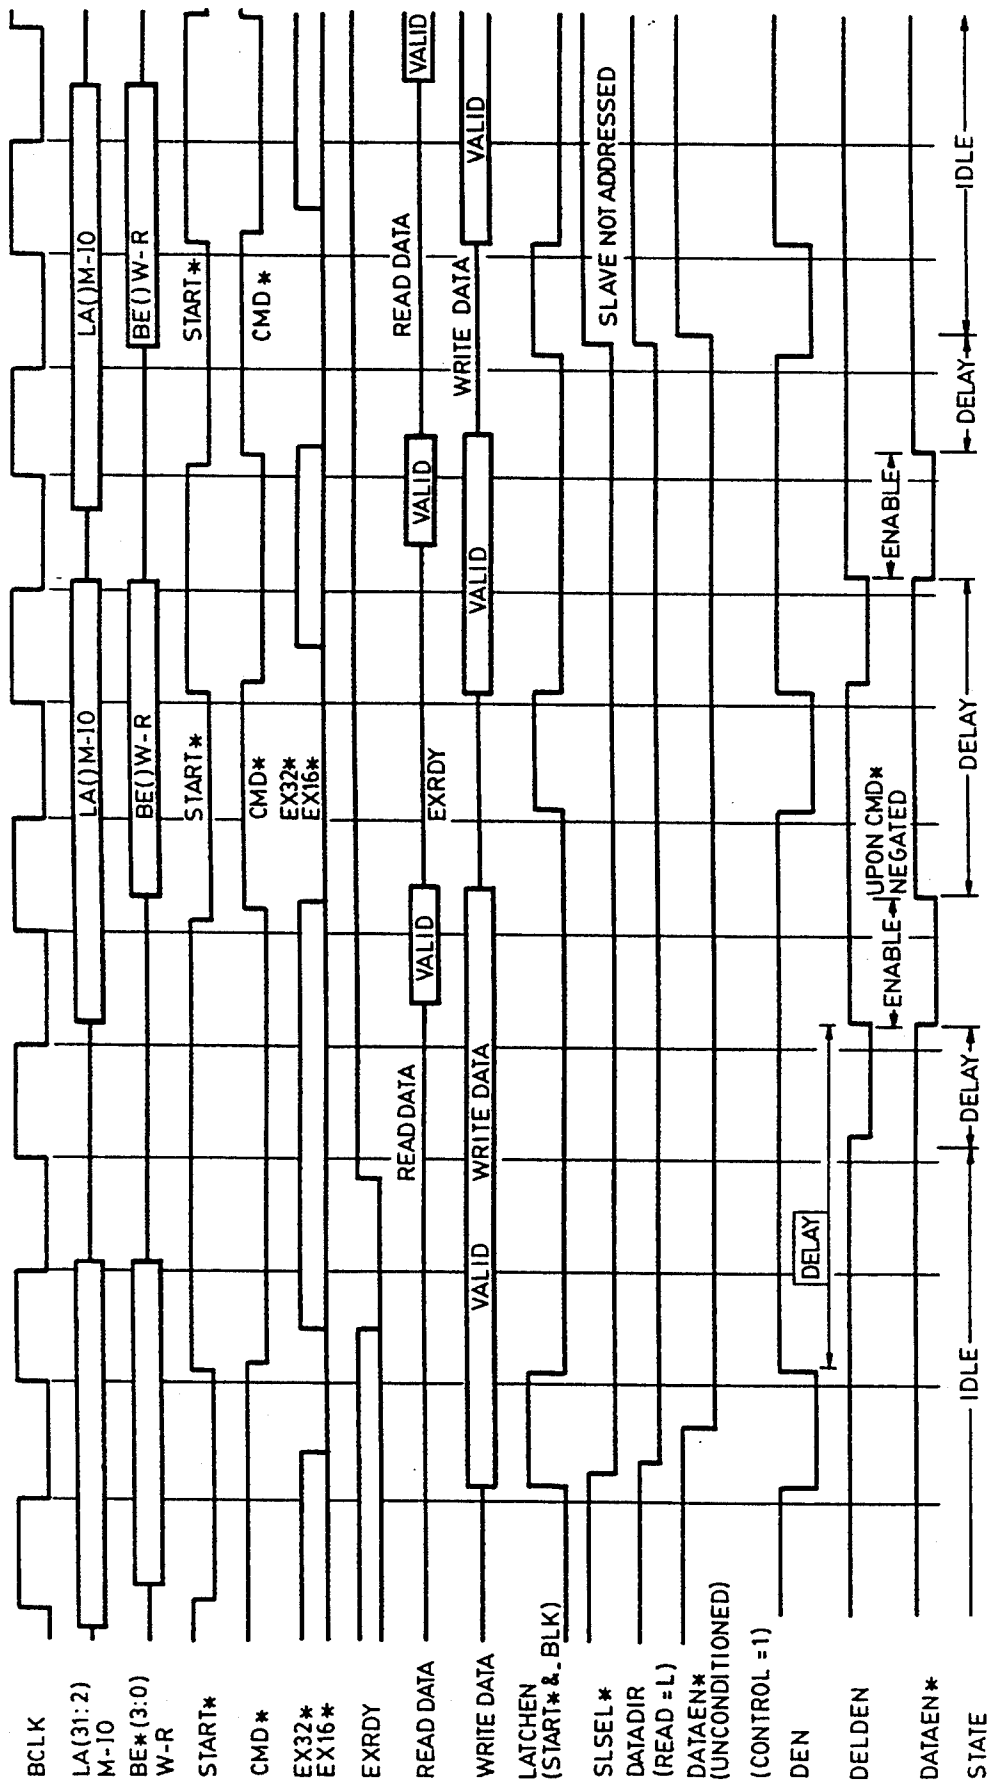 BCLK
LA(31:2)
M-IO
LA()M-IO
LA()M-IO
BE*(3:0)
W-R
BE()W-R
BE()W-R
START*
START*
START*
CMD*
CMD*
CMD*
EX32*
EX16*
EX32*
EX16*
EXRDY
EXRDY
READ DATA
READ DATA
VALID
VALID
READ DATA
VALID
WRITE DATA
VALID
WRITE DATA
VALID
WRITE DATA
VALID
LATCHEN
(START* & _BLK)
SLSEL*
SLAVE NOT ADDRESSED
DATADIR
(READ = L)
DATAEN*
(UNCONDITIONED)
(CONTROL = 1)
DEN
DELAY
DELDEN
ENABLE
UPON CMD*
NEGATED
ENABLE
DATAEN*
STATE
IDLE
DELAY
DELAY
DELAY
IDLE